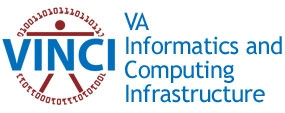 VINCI
VA
Informatics and
Computing
Infrastructure